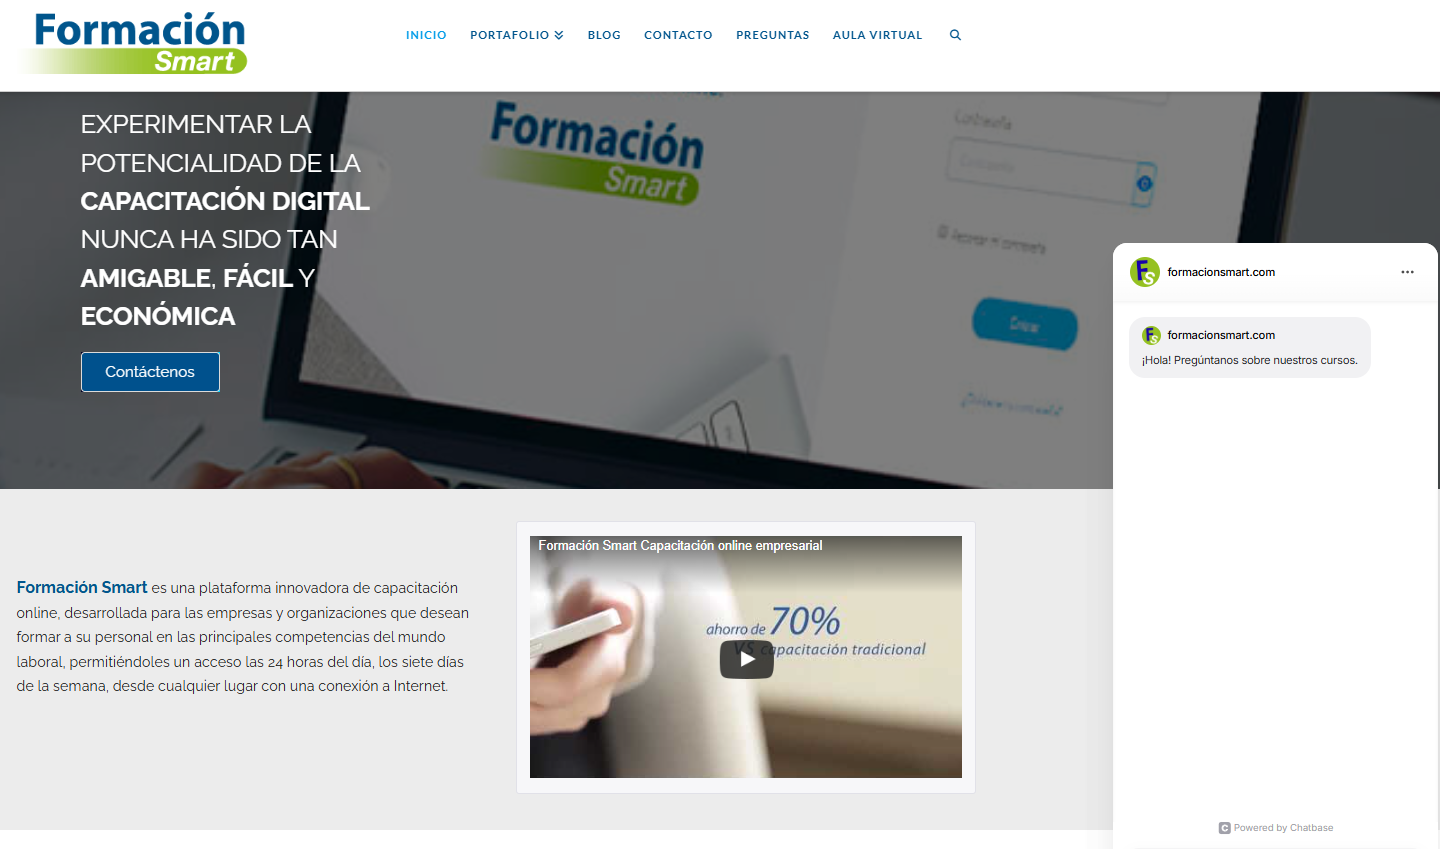 Formación
Smart
INICIO
PORTAFOLIO
BLOG
CONTACTO
PREGUNTAS
AULA VIRTUAL
EXPERIMENTAR LA
POTENCIALIDAD DE LA
CAPACITACIÓN DIGITAL
NUNCA HA SIDO TAN
AMIGABLE, FÁCIL Y
ECONÓMICA
Contáctenos
Formación
Smart
Contraseña
formacionsmart.com
formacionsmart.com
¡Hola! Pregúntanos sobre nuestros cursos.
Powered by Chatbase
Formación Smart es una plataforma innovadora de capacitación
online, desarrollada para las empresas y organizaciones que desean
formar a su personal en las principales competencias del mundo
laboral, permitiéndoles un acceso las 24 horas del día, los siete días
de la semana, desde cualquier lugar con una conexión a Internet.
Formación Smart Capacitación online empresarial
ahorro de 70%
VS capacitación tradicional